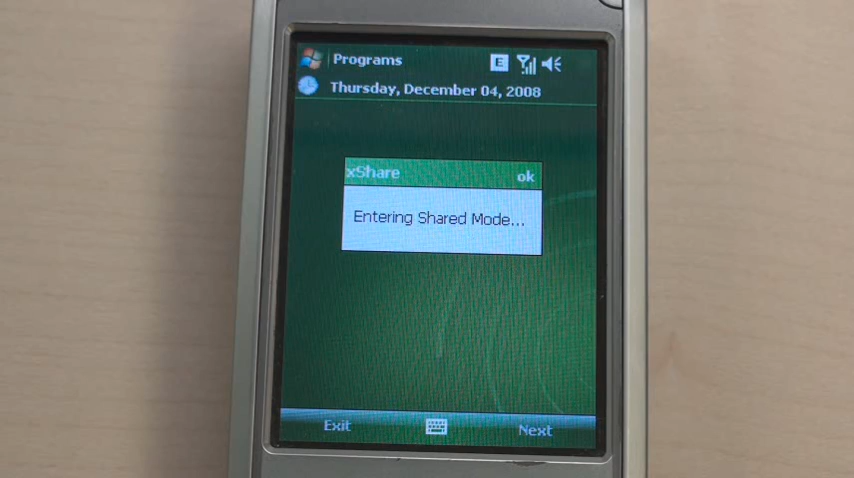 Programs
E
Thursday, December 04, 2008
xShare
ok
Entering Shared Mode...
Exit
Next